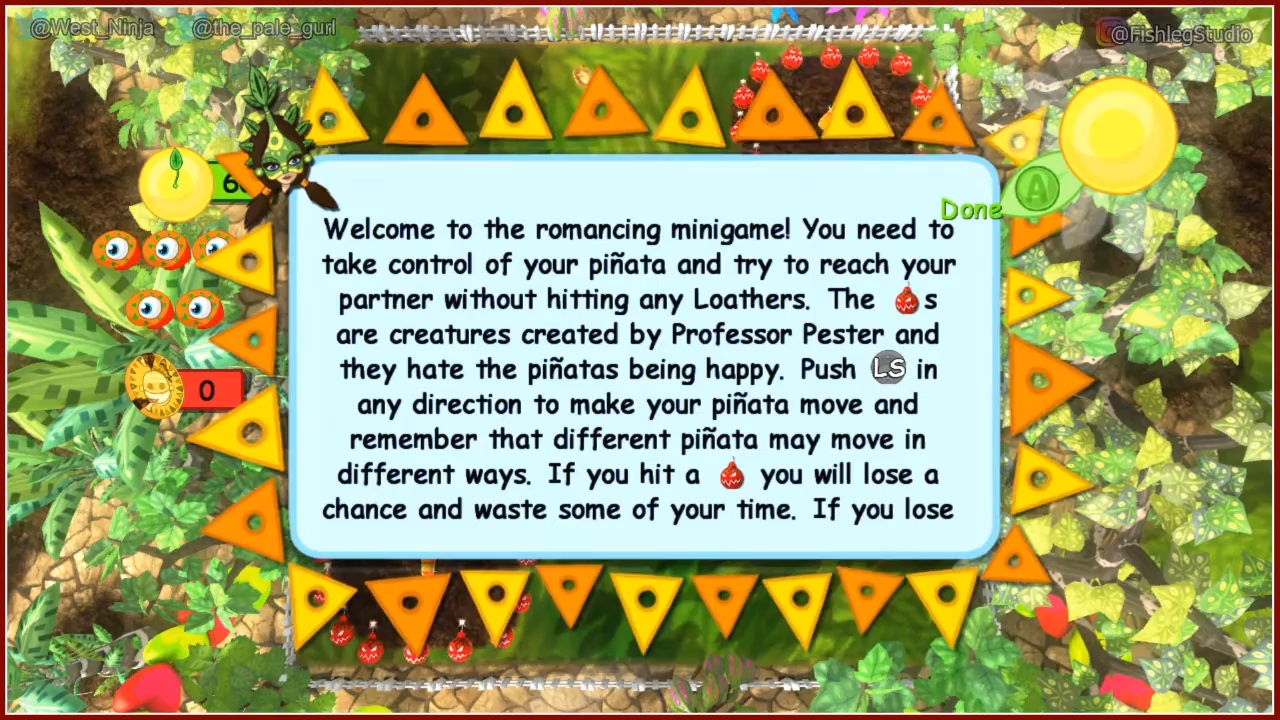 @West_Ninja @the_pale_gurl @FishlegStudio
A
Done
Welcome to the romancing minigame! You need to
take control of your piñata and try to reach your
partner without hitting any Loathers. The s
are creatures created by Professor Pester and
they hate the piñatas being happy. Push LS in
any direction to make your piñata move and
remember that different piñata may move in
different ways. If you hit a you will lose a
chance and waste some of your time. If you lose
0